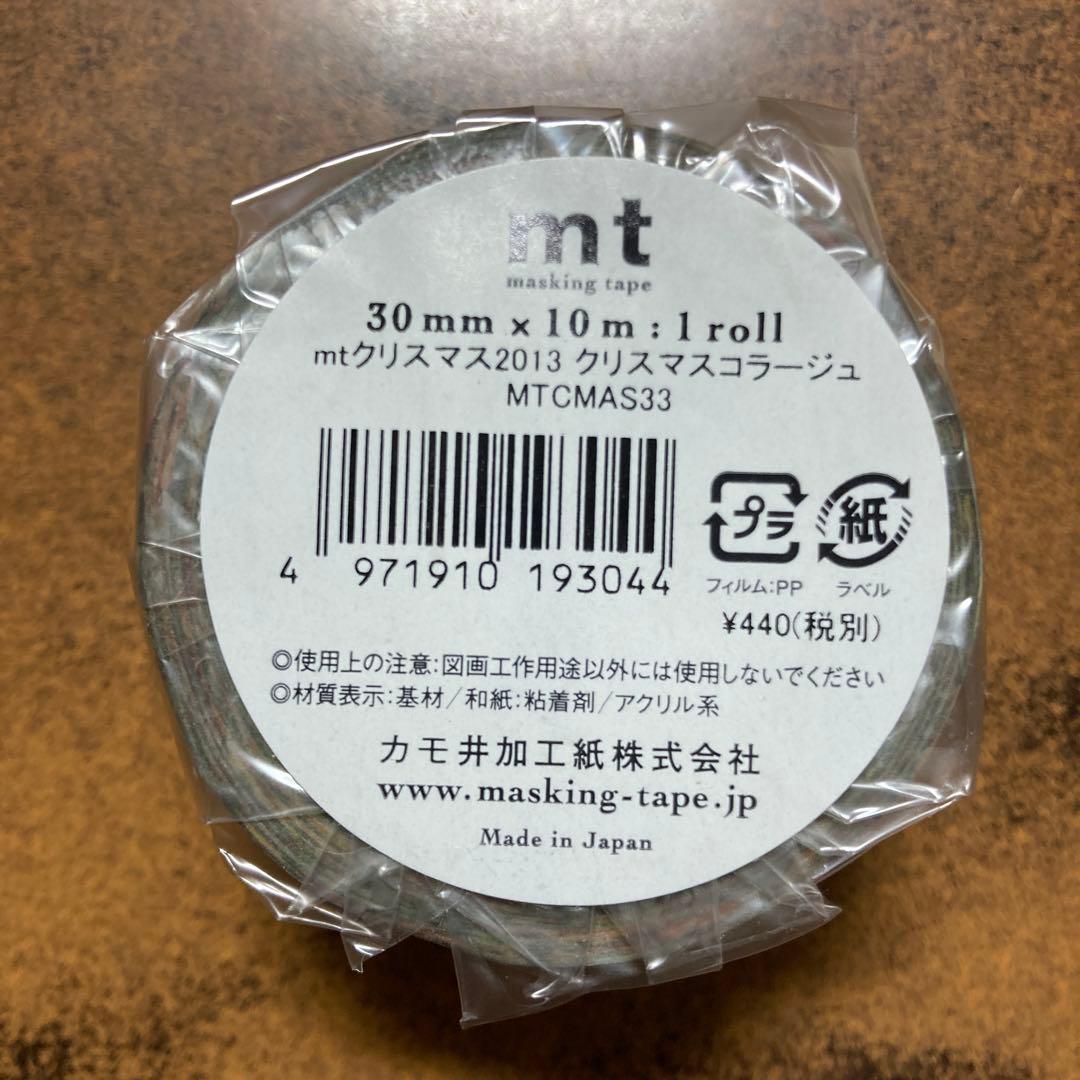 mt
masking tape
30mm × 10m : 1 roll
mtクリスマス2013 クリスマスコラージュ
MTCMAS33
4 971910 193044
プラ 紙
フィルム:PP ラベル
¥440(税別)
◎使用上の注意:図画工作用途以外には使用しないでください
◎材質表示:基材/和紙:粘着剤/アクリル系
カモ井加工紙株式会社
www.masking-tape.jp
Made in Japan